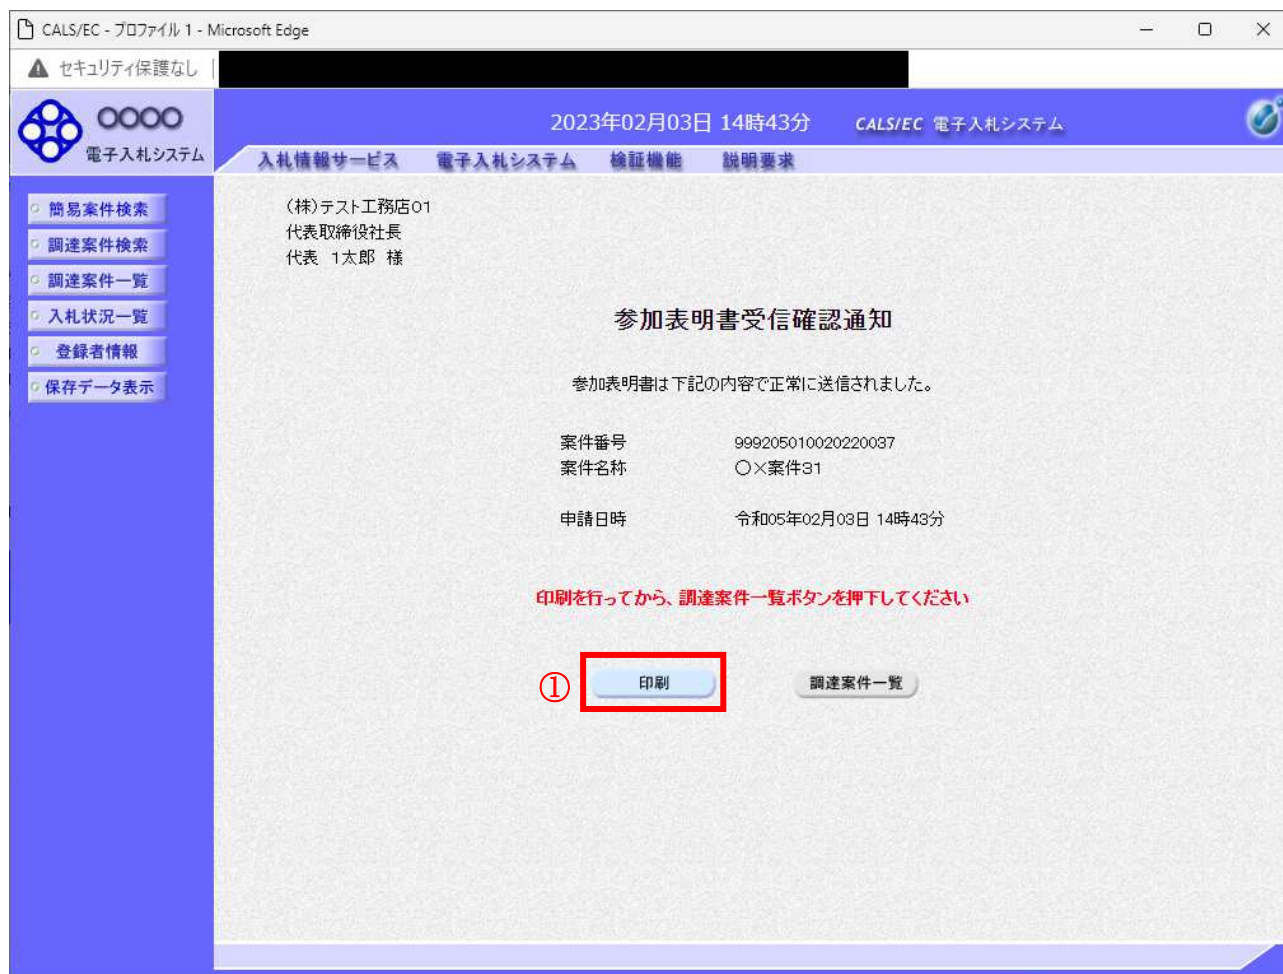 CALS/EC - プロファイル 1 - Microsoft Edge
セキュリティ保護なし
OOOO
電子入札システム
2023年02月03日 14時43分 CALS/EC 電子入札システム
入札情報サービス 電子入札システム 検証機能 説明要求
簡易案件検索
調達案件検索
調達案件一覧
入札状況一覧
登録者情報
保存データ表示
(株)テスト工務店01
代表取締役社長
代表 1太郎 様
参加表明書受信確認通知
参加表明書は下記の内容で正常に送信されました。
案件番号 999205010020220037
案件名称 〇×案件31
申請日時 令和05年02月03日 14時43分
印刷を行ってから、調達案件一覧ボタンを押下してください
① 印刷 調達案件一覧